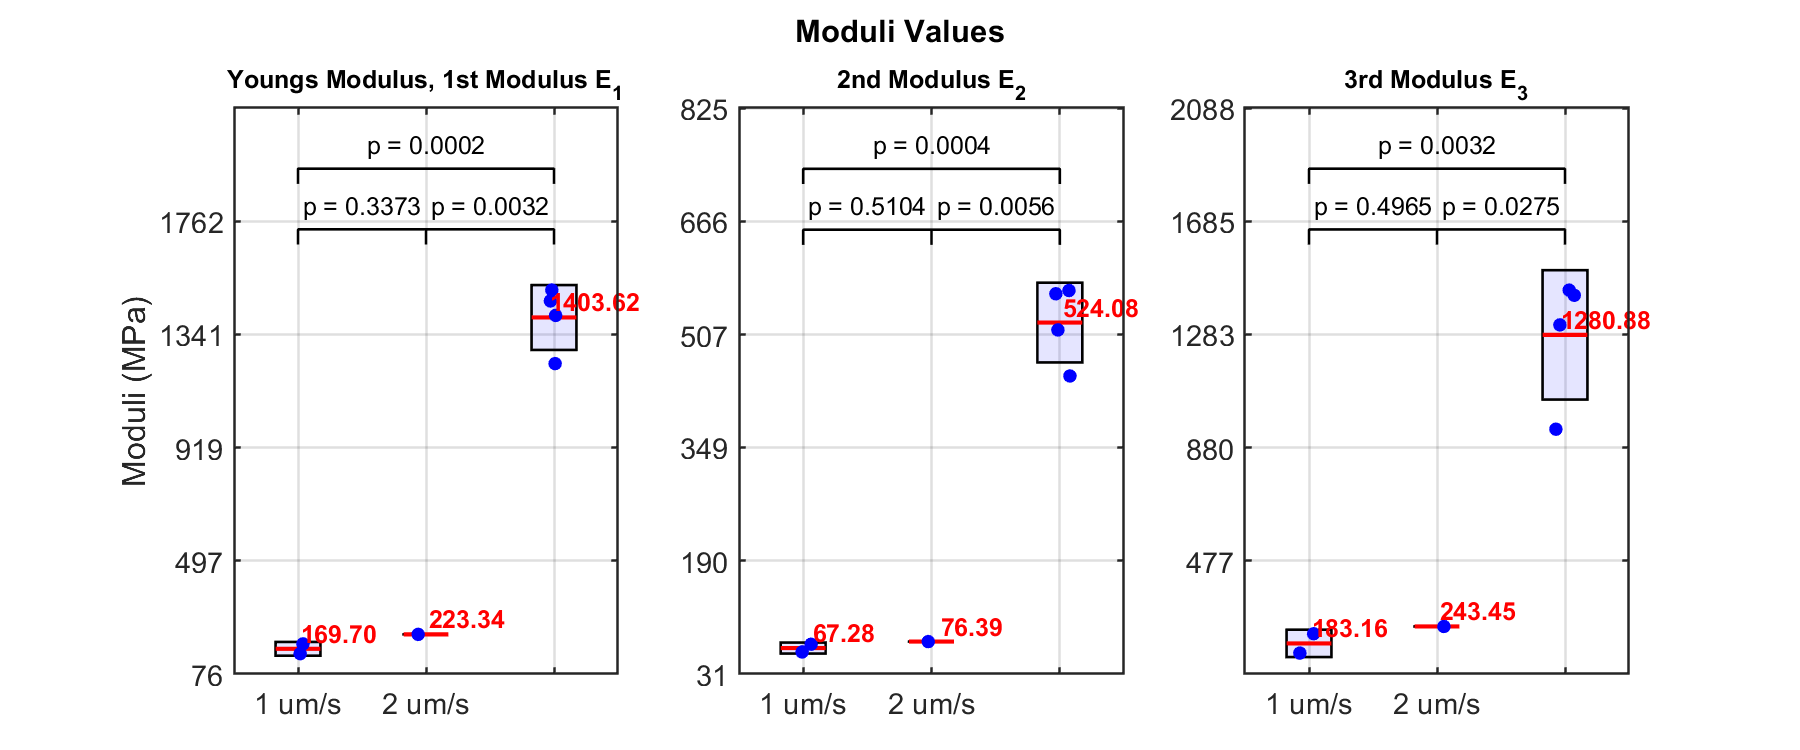 Moduli Values
Youngs Modulus, 1st Modulus E1
2nd Modulus E2
3rd Modulus E3
Moduli (MPa)
1762
1341
919
497
76
p = 0.0002
p = 0.3373
p = 0.0032
1403.62
169.70
223.34
1 um/s
2 um/s
825
666
507
349
190
31
p = 0.0004
p = 0.5104
p = 0.0056
524.08
67.28
76.39
1 um/s
2 um/s
2088
1685
1283
880
477
p = 0.0032
p = 0.4965
p = 0.0275
1280.88
183.16
243.45
1 um/s
2 um/s